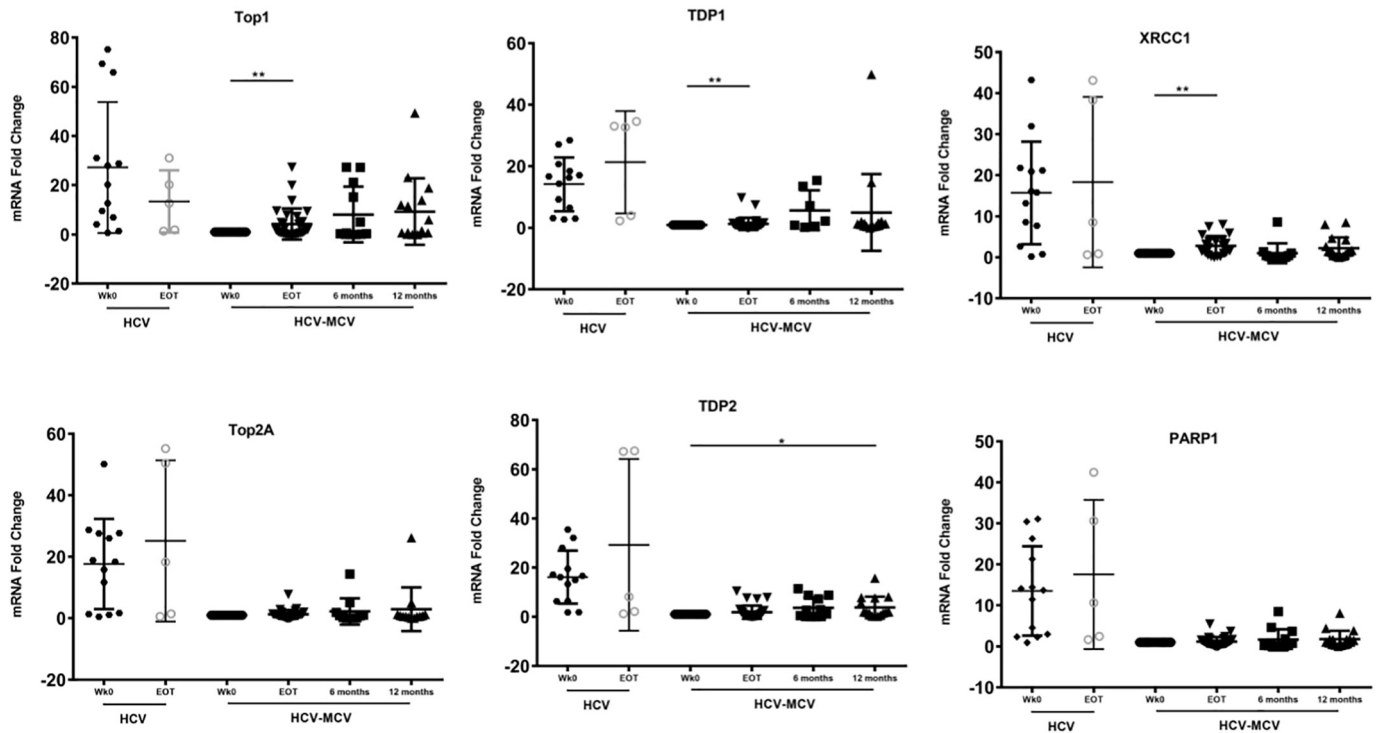 Top1
mRNA Fold Change
80
60
40
20
0
-20
**
Wk0 EOT Wk0 EOT 6 months 12 months
HCV HCV-MCV
TDP1
mRNA Fold Change
60
40
20
0
-20
**
Wk0 EOT Wk 0 EOT 6 months 12 months
HCV HCV-MCV
XRCC1
mRNA Fold Change
50
40
30
20
10
0
-10
**
Wk0 EOT Wk0 EOT 6 months 12 months
HCV HCV-MCV
Top2A
mRNA Fold Change
60
40
20
0
-20
Wk0 EOT Wk0 EOT 6 months 12 months
HCV HCV-MCV
TDP2
mRNA Fold Change
80
60
40
20
0
-20
*
Wk0 EOT Wk0 EOT 6 months 12 months
HCV HCV-MCV
PARP1
mRNA Fold Change
50
40
30
20
10
0
-10
Wk0 EOT Wk0 EOT 6 months 12 months
HCV HCV-MCV